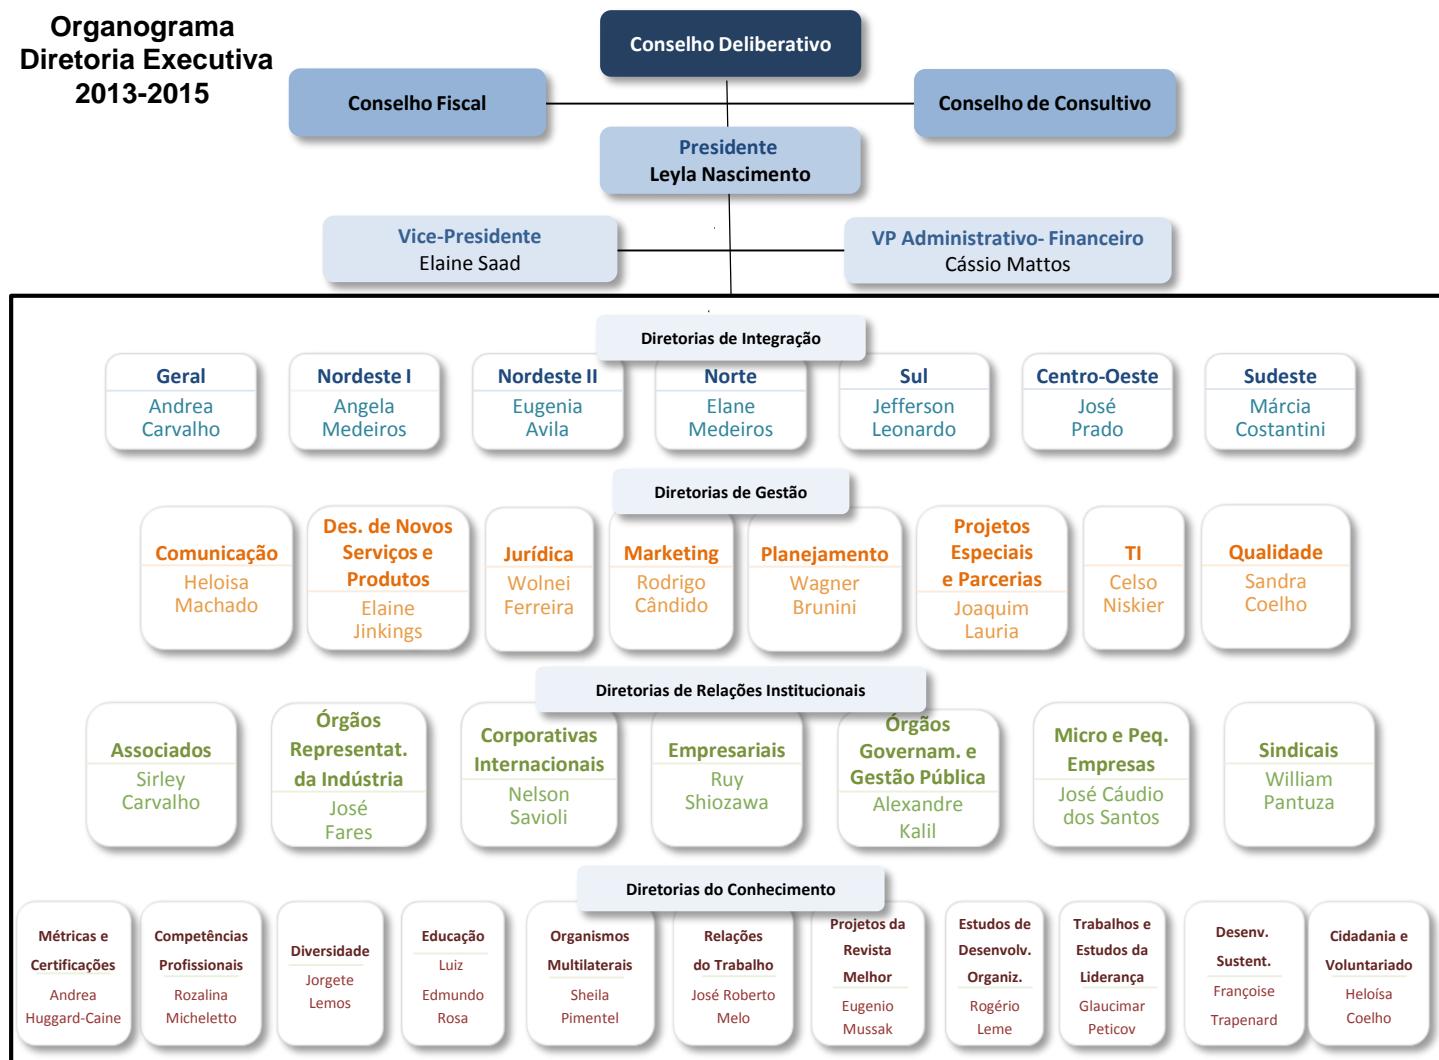 Organograma
Diretoria Executiva
2013-2015
Conselho Deliberativo
Conselho Fiscal
Conselho de Consultivo
Presidente
Leyla Nascimento
Vice-Presidente
Elaine Saad
VP Administrativo- Financeiro
Cássio Mattos
Diretorias de Integração
Geral
Andrea
Carvalho
Nordeste I
Angela
Medeiros
Nordeste II
Eugenia
Avila
Norte
Elane
Medeiros
Sul
Jefferson
Leonardo
Centro-Oeste
José
Prado
Sudeste
Márcia
Costantini
Diretorias de Gestão
Comunicação
Heloisa
Machado
Des. de Novos
Serviços e
Produtos
Elaine
Jinkings
Jurídica
Wolnei
Ferreira
Marketing
Rodrigo
Cândido
Planejamento
Wagner
Brunini
Projetos
Especiais
e Parcerias
Joaquim
Lauria
TI
Celso
Niskier
Qualidade
Sandra
Coelho
Diretorias de Relações Institucionais
Associados
Sirley
Carvalho
Órgãos
Representat.
da Indústria
José
Fares
Corporativas
Internacionais
Nelson
Savioli
Empresariais
Ruy
Shiozawa
Órgãos
Governam. e
Gestão Pública
Alexandre
Kalil
Micro e Peq.
Empresas
José Cáudio
dos Santos
Sindicais
William
Pantuza
Diretorias do Conhecimento
Métricas e
Certificações
Andrea
Huggard-Caine
Competências
Profissionais
Rozalina
Micheletto
Diversidade
Jorgete
Lemos
Educação
Luiz
Edmundo
Rosa
Organismos
Multilaterais
Sheila
Pimentel
Relações
do Trabalho
José Roberto
Melo
Projetos da
Revista
Melhor
Eugenio
Mussak
Estudos de
Desenvolv.
Organiz.
Rogério
Leme
Trabalhos e
Estudos da
Liderança
Glaucimar
Peticov
Desenv.
Sustent.
Françoise
Trapenard
Cidadania e
Voluntariado
Heloísa
Coelho